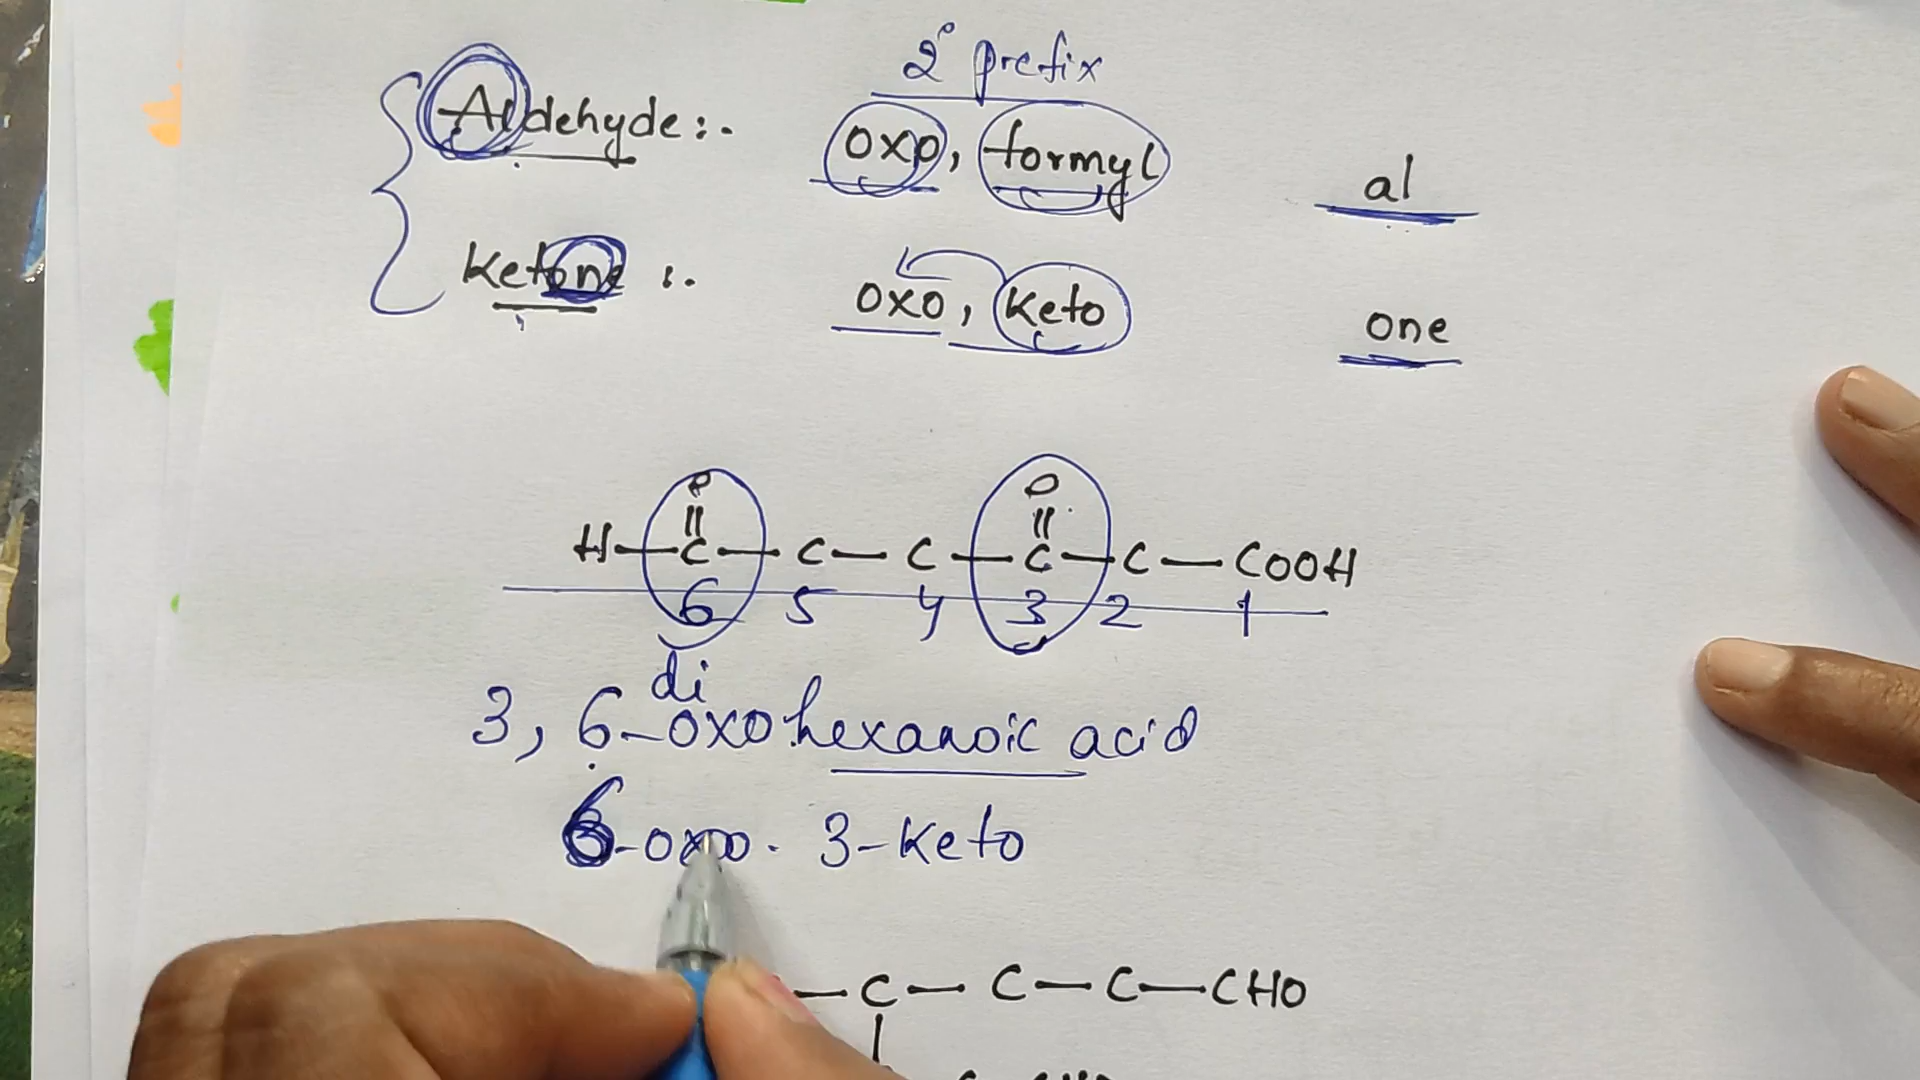 2° prefix
Aldehyde:- oxo, formyl al
Ketone :- oxo, Keto one
O O
|| ||
H—C—C—C—C—C—COOH
6 5 4 3 2 1
di
3, 6-oxohexanoic acid
6-oxo- 3-Keto
—C—C—C—CHO